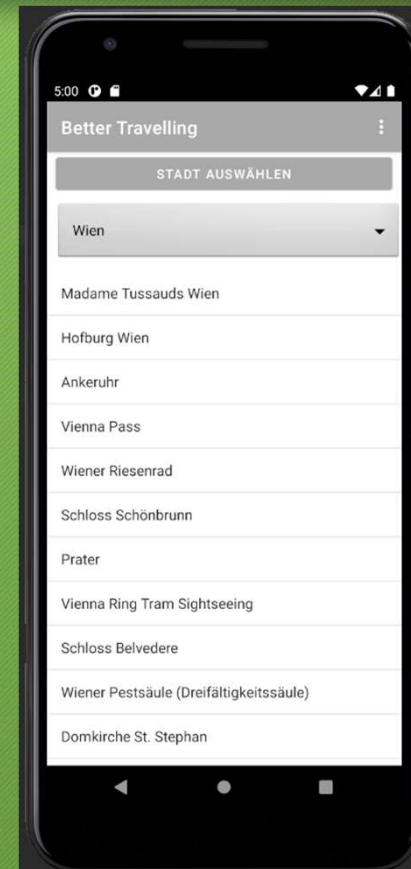 5:00
Better Travelling
STADT AUSWÄHLEN
Wien
Madame Tussauds Wien
Hofburg Wien
Ankeruhr
Vienna Pass
Wiener Riesenrad
Schloss Schönbrunn
Prater
Vienna Ring Tram Sightseeing
Schloss Belvedere
Wiener Pestsäule (Dreifältigkeitssäule)
Domkirche St. Stephan